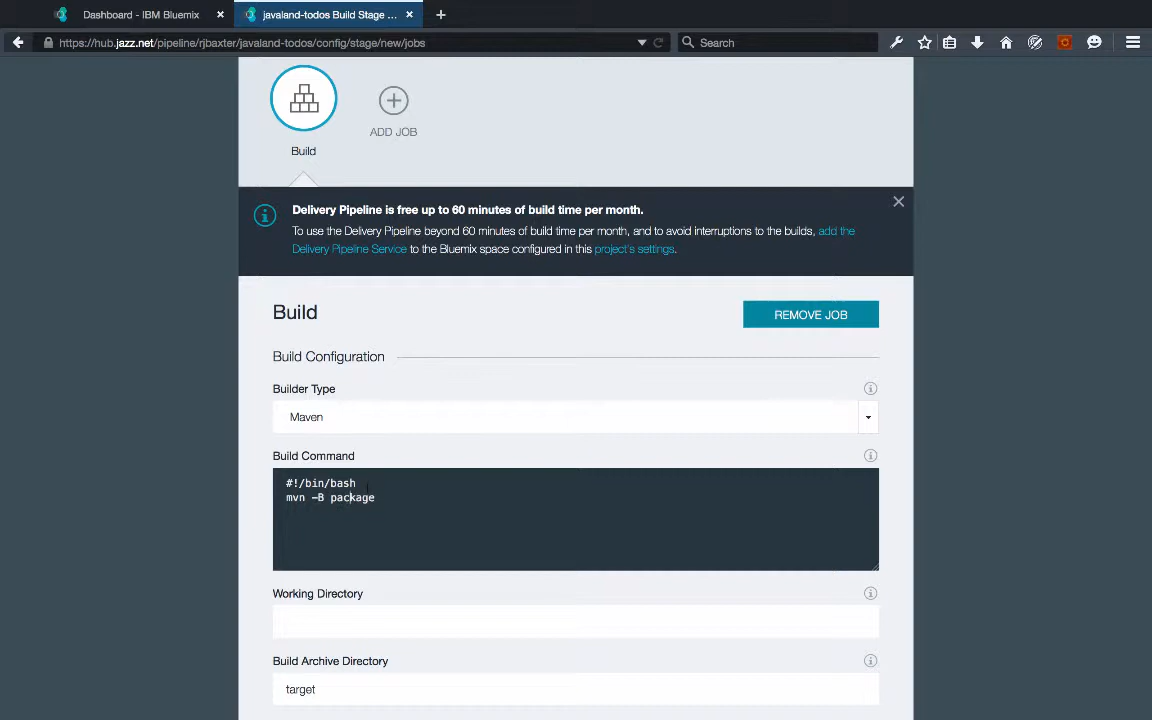 Dashboard - IBM Bluemix
javaland-todos Build Stage ...
https://hub.jazz.net/pipeline/rjbaxter/javaland-todos/config/stage/new/jobs
Search
ADD JOB
Build
Delivery Pipeline is free up to 60 minutes of build time per month.
To use the Delivery Pipeline beyond 60 minutes of build time per month, and to avoid interruptions to the builds, add the
Delivery Pipeline Service to the Bluemix space configured in this project's settings.
Build
REMOVE JOB
Build Configuration
Builder Type
Maven
Build Command
#!/bin/bash
mvn -B package
Working Directory
Build Archive Directory
target